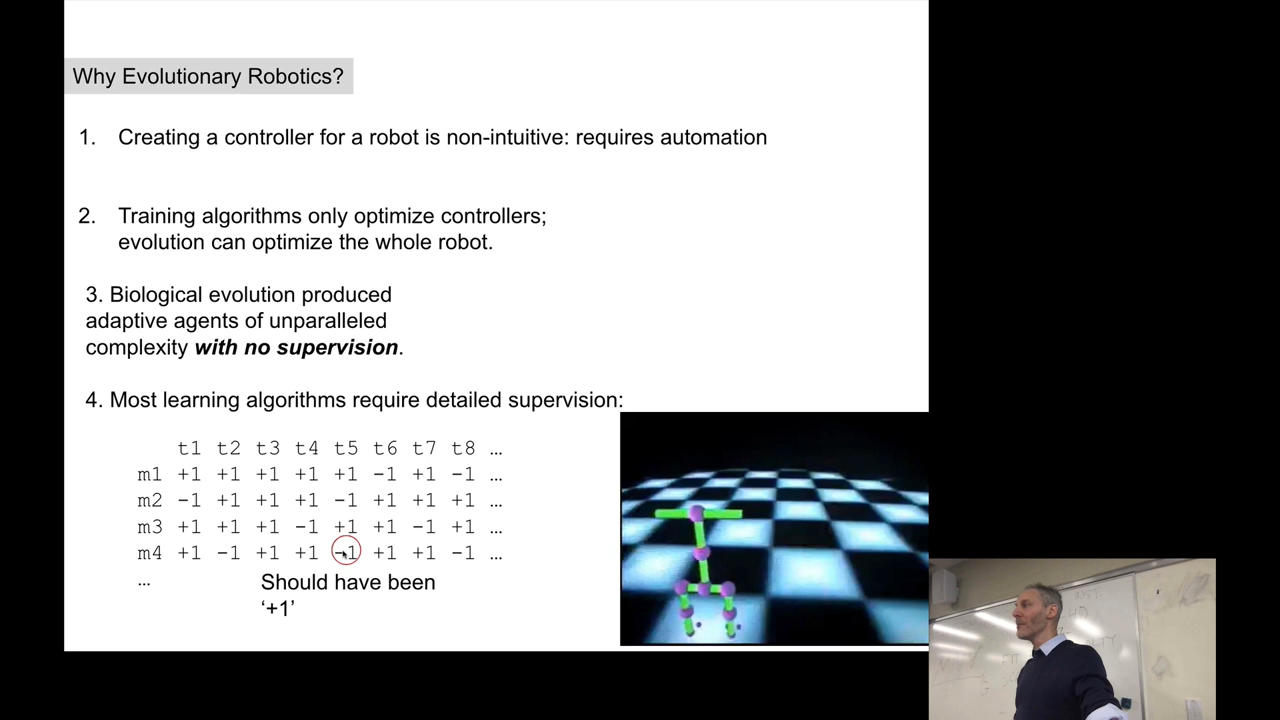 Why Evolutionary Robotics?
1. Creating a controller for a robot is non-intuitive: requires automation
2. Training algorithms only optimize controllers;
evolution can optimize the whole robot.
3. Biological evolution produced
adaptive agents of unparalleled
complexity with no supervision.
4. Most learning algorithms require detailed supervision:
t1 t2 t3 t4 t5 t6 t7 t8 ...
m1 +1 +1 +1 +1 +1 -1 +1 -1 ...
m2 -1 +1 +1 +1 -1 +1 +1 +1 ...
m3 +1 +1 +1 -1 +1 +1 -1 +1 ...
m4 +1 -1 +1 +1 -1 +1 +1 -1 ...
...
Should have been
‘+1’